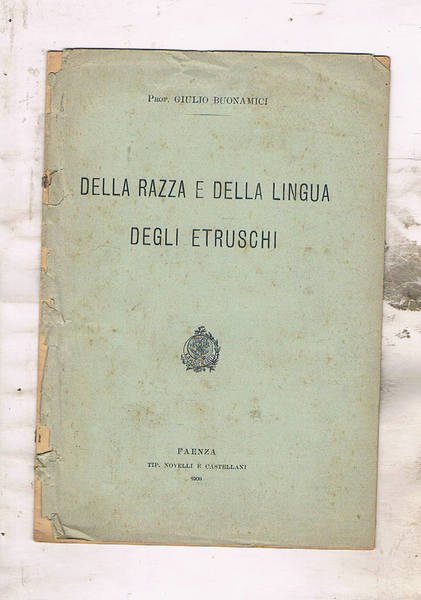 Prof. GIULIO BUONAMICI
DELLA RAZZA E DELLA LINGUA
DEGLI ETRUSCHI
FAENZA
TIP. NOVELLI E CASTELLANI